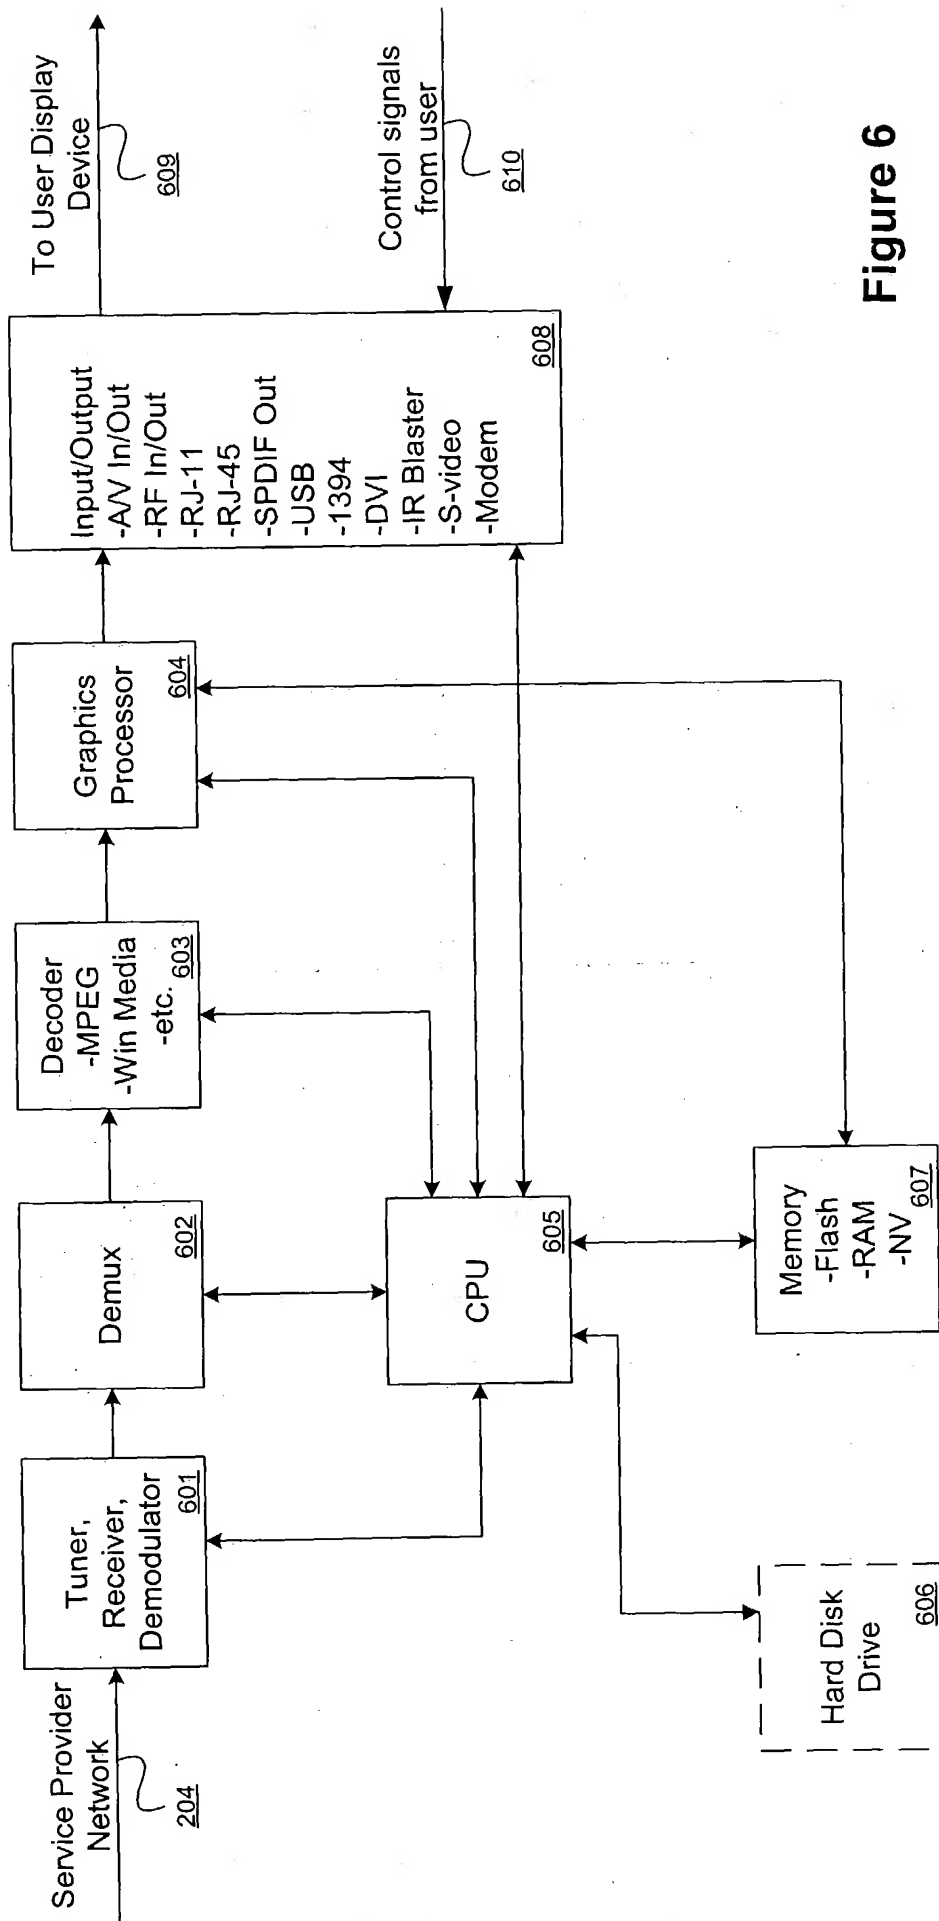 Service Provider
Network
204
Tuner,
Receiver,
Demodulator
601
Demux
602
Decoder
-MPEG
-Win Media
-etc.
603
Graphics
Processor
604
Input/Output
-A/V In/Out
-RF In/Out
-RJ-11
-RJ-45
-SPDIF Out
-USB
-1394
-DVI
-IR Blaster
-S-video
-Modem
608
To User Display
Device
609
Control signals
from user
610
CPU
605
Hard Disk
Drive
606
Memory
-Flash
-RAM
-NV
607
Figure 6